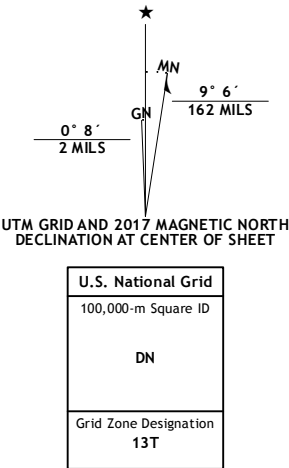 ★
MN
9° 6´
162 MILS
GN
0° 8´
2 MILS
UTM GRID AND 2017 MAGNETIC NORTH
DECLINATION AT CENTER OF SHEET
U.S. National Grid
100,000-m Square ID
DN
Grid Zone Designation
13T